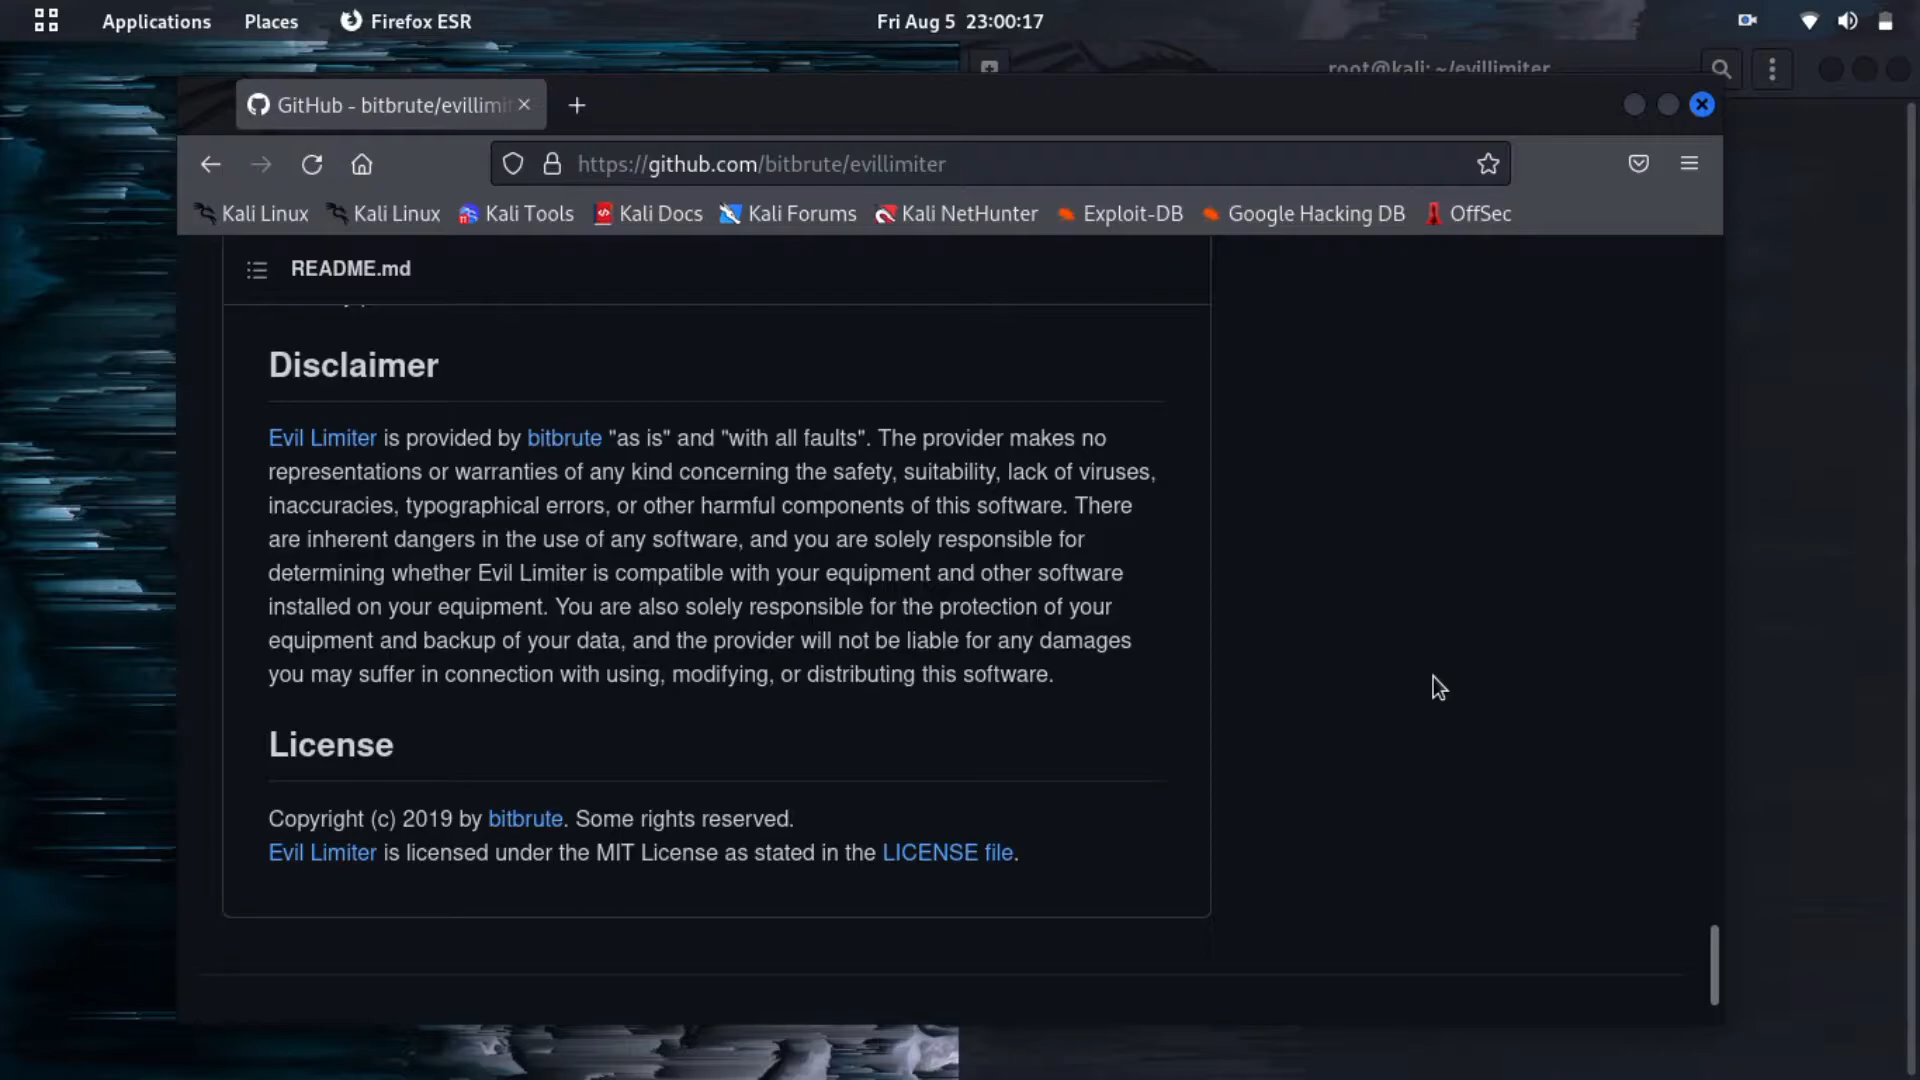 Applications Places Firefox ESR Fri Aug 5 23:00:17
root@kali: ~/evillimiter
GitHub - bitbrute/evillimit
https://github.com/bitbrute/evillimiter
Kali Linux Kali Linux Kali Tools Kali Docs Kali Forums Kali NetHunter Exploit-DB Google Hacking DB OffSec
README.md
Disclaimer
Evil Limiter is provided by bitbrute "as is" and "with all faults". The provider makes no
representations or warranties of any kind concerning the safety, suitability, lack of viruses,
inaccuracies, typographical errors, or other harmful components of this software. There
are inherent dangers in the use of any software, and you are solely responsible for
determining whether Evil Limiter is compatible with your equipment and other software
installed on your equipment. You are also solely responsible for the protection of your
equipment and backup of your data, and the provider will not be liable for any damages
you may suffer in connection with using, modifying, or distributing this software.
License
Copyright (c) 2019 by bitbrute. Some rights reserved.
Evil Limiter is licensed under the MIT License as stated in the LICENSE file.